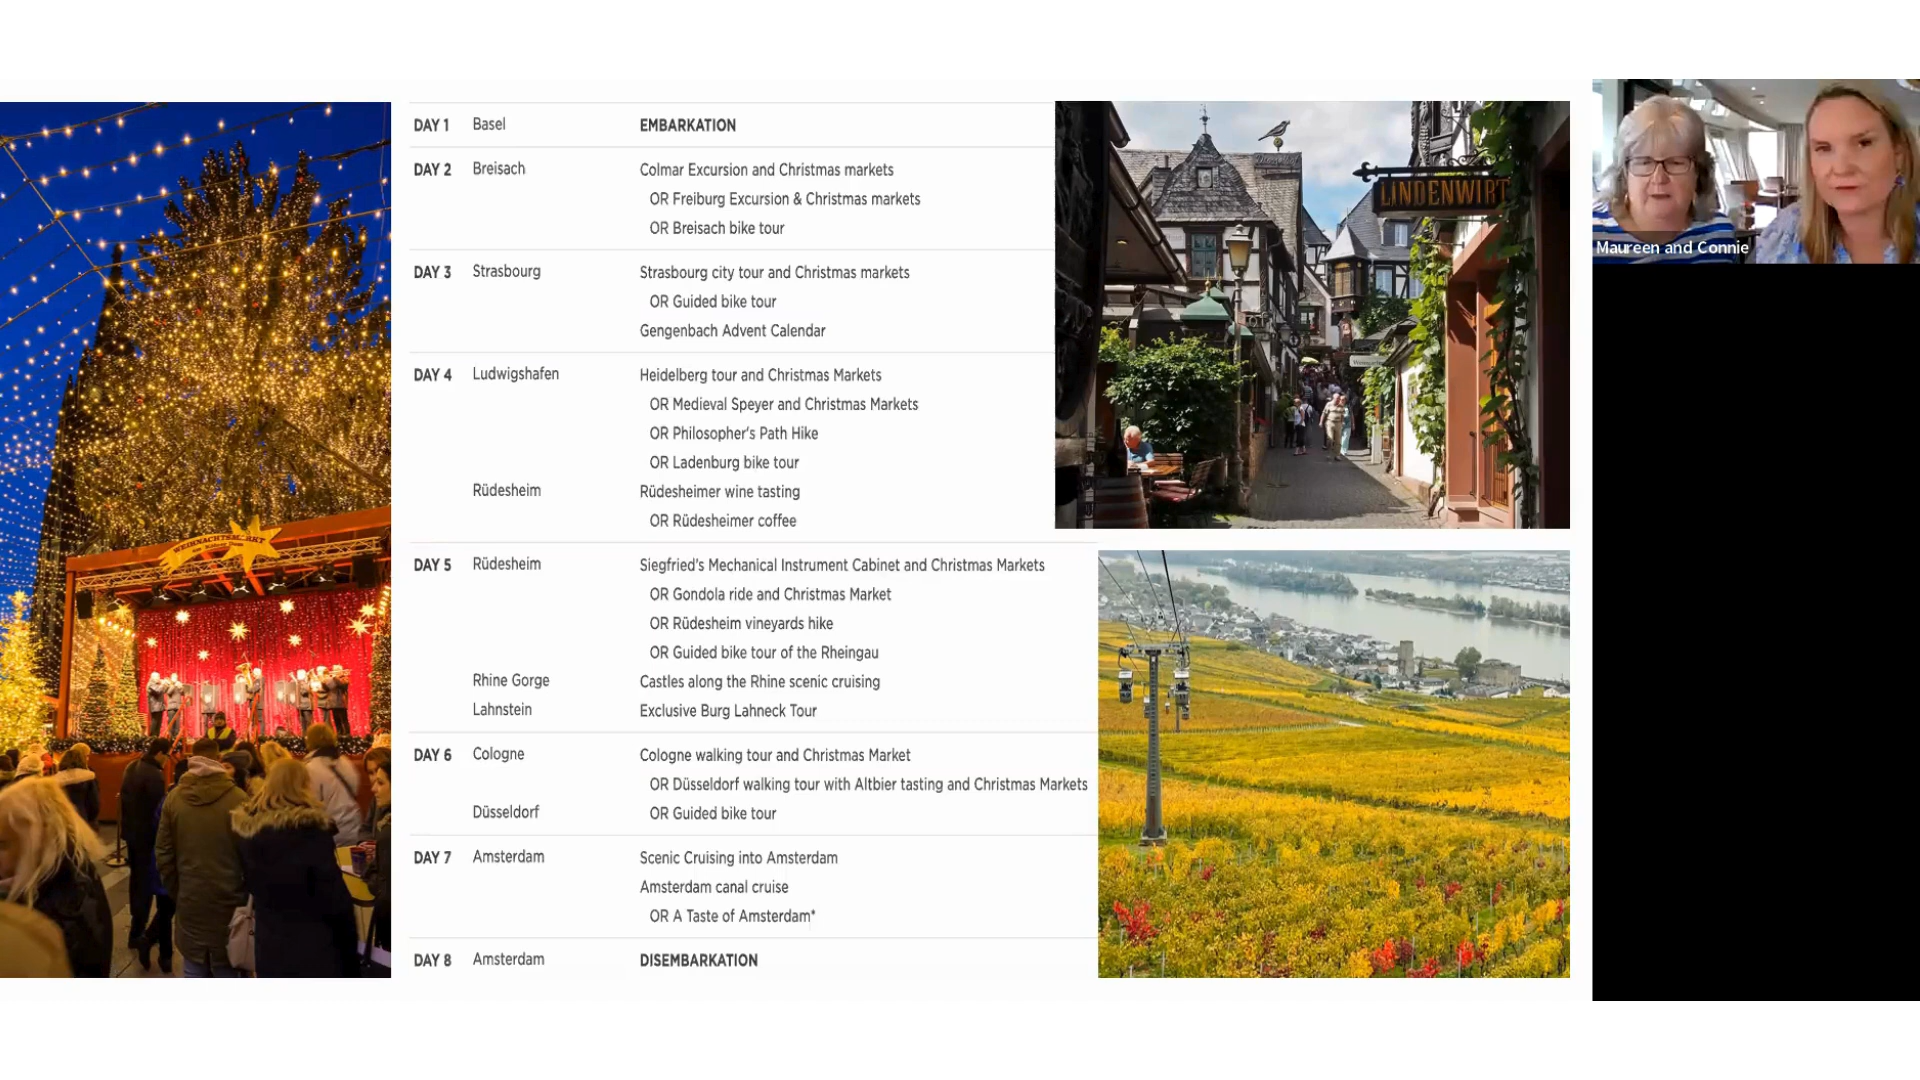 DAY 1 Basel EMBARKATION
DAY 2 Breisach Colmar Excursion and Christmas markets
OR Freiburg Excursion & Christmas markets
OR Breisach bike tour
DAY 3 Strasbourg Strasbourg city tour and Christmas markets
OR Guided bike tour
Gengenbach Advent Calendar
DAY 4 Ludwigshafen Heidelberg tour and Christmas Markets
OR Medieval Speyer and Christmas Markets
OR Philosopher's Path Hike
OR Ladenburg bike tour
Rüdesheim Rüdesheimer wine tasting
OR Rüdesheimer coffee
DAY 5 Rüdesheim Siegfried's Mechanical Instrument Cabinet and Christmas Markets
OR Gondola ride and Christmas Market
OR Rüdesheim vineyards hike
OR Guided bike tour of the Rheingau
Rhine Gorge Castles along the Rhine scenic cruising
Lahnstein Exclusive Burg Lahneck Tour
DAY 6 Cologne Cologne walking tour and Christmas Market
OR Düsseldorf walking tour with Altbier tasting and Christmas Markets
Düsseldorf OR Guided bike tour
DAY 7 Amsterdam Scenic Cruising into Amsterdam
Amsterdam canal cruise
OR A Taste of Amsterdam*
DAY 8 Amsterdam DISEMBARKATION
WEIHNACHTSMARKT
LINDENWIRT
Maureen and Connie